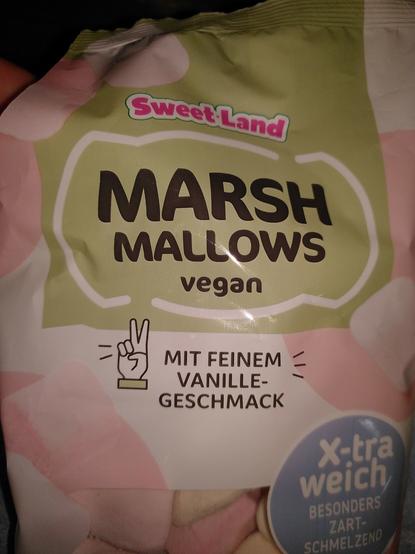 Sweet Land
MARSH
MALLOWS
vegan
MIT FEINEM
VANILLE-
GESCHMACK
X-tra
weich
BESONDERS
ZART-
SCHMELZEND